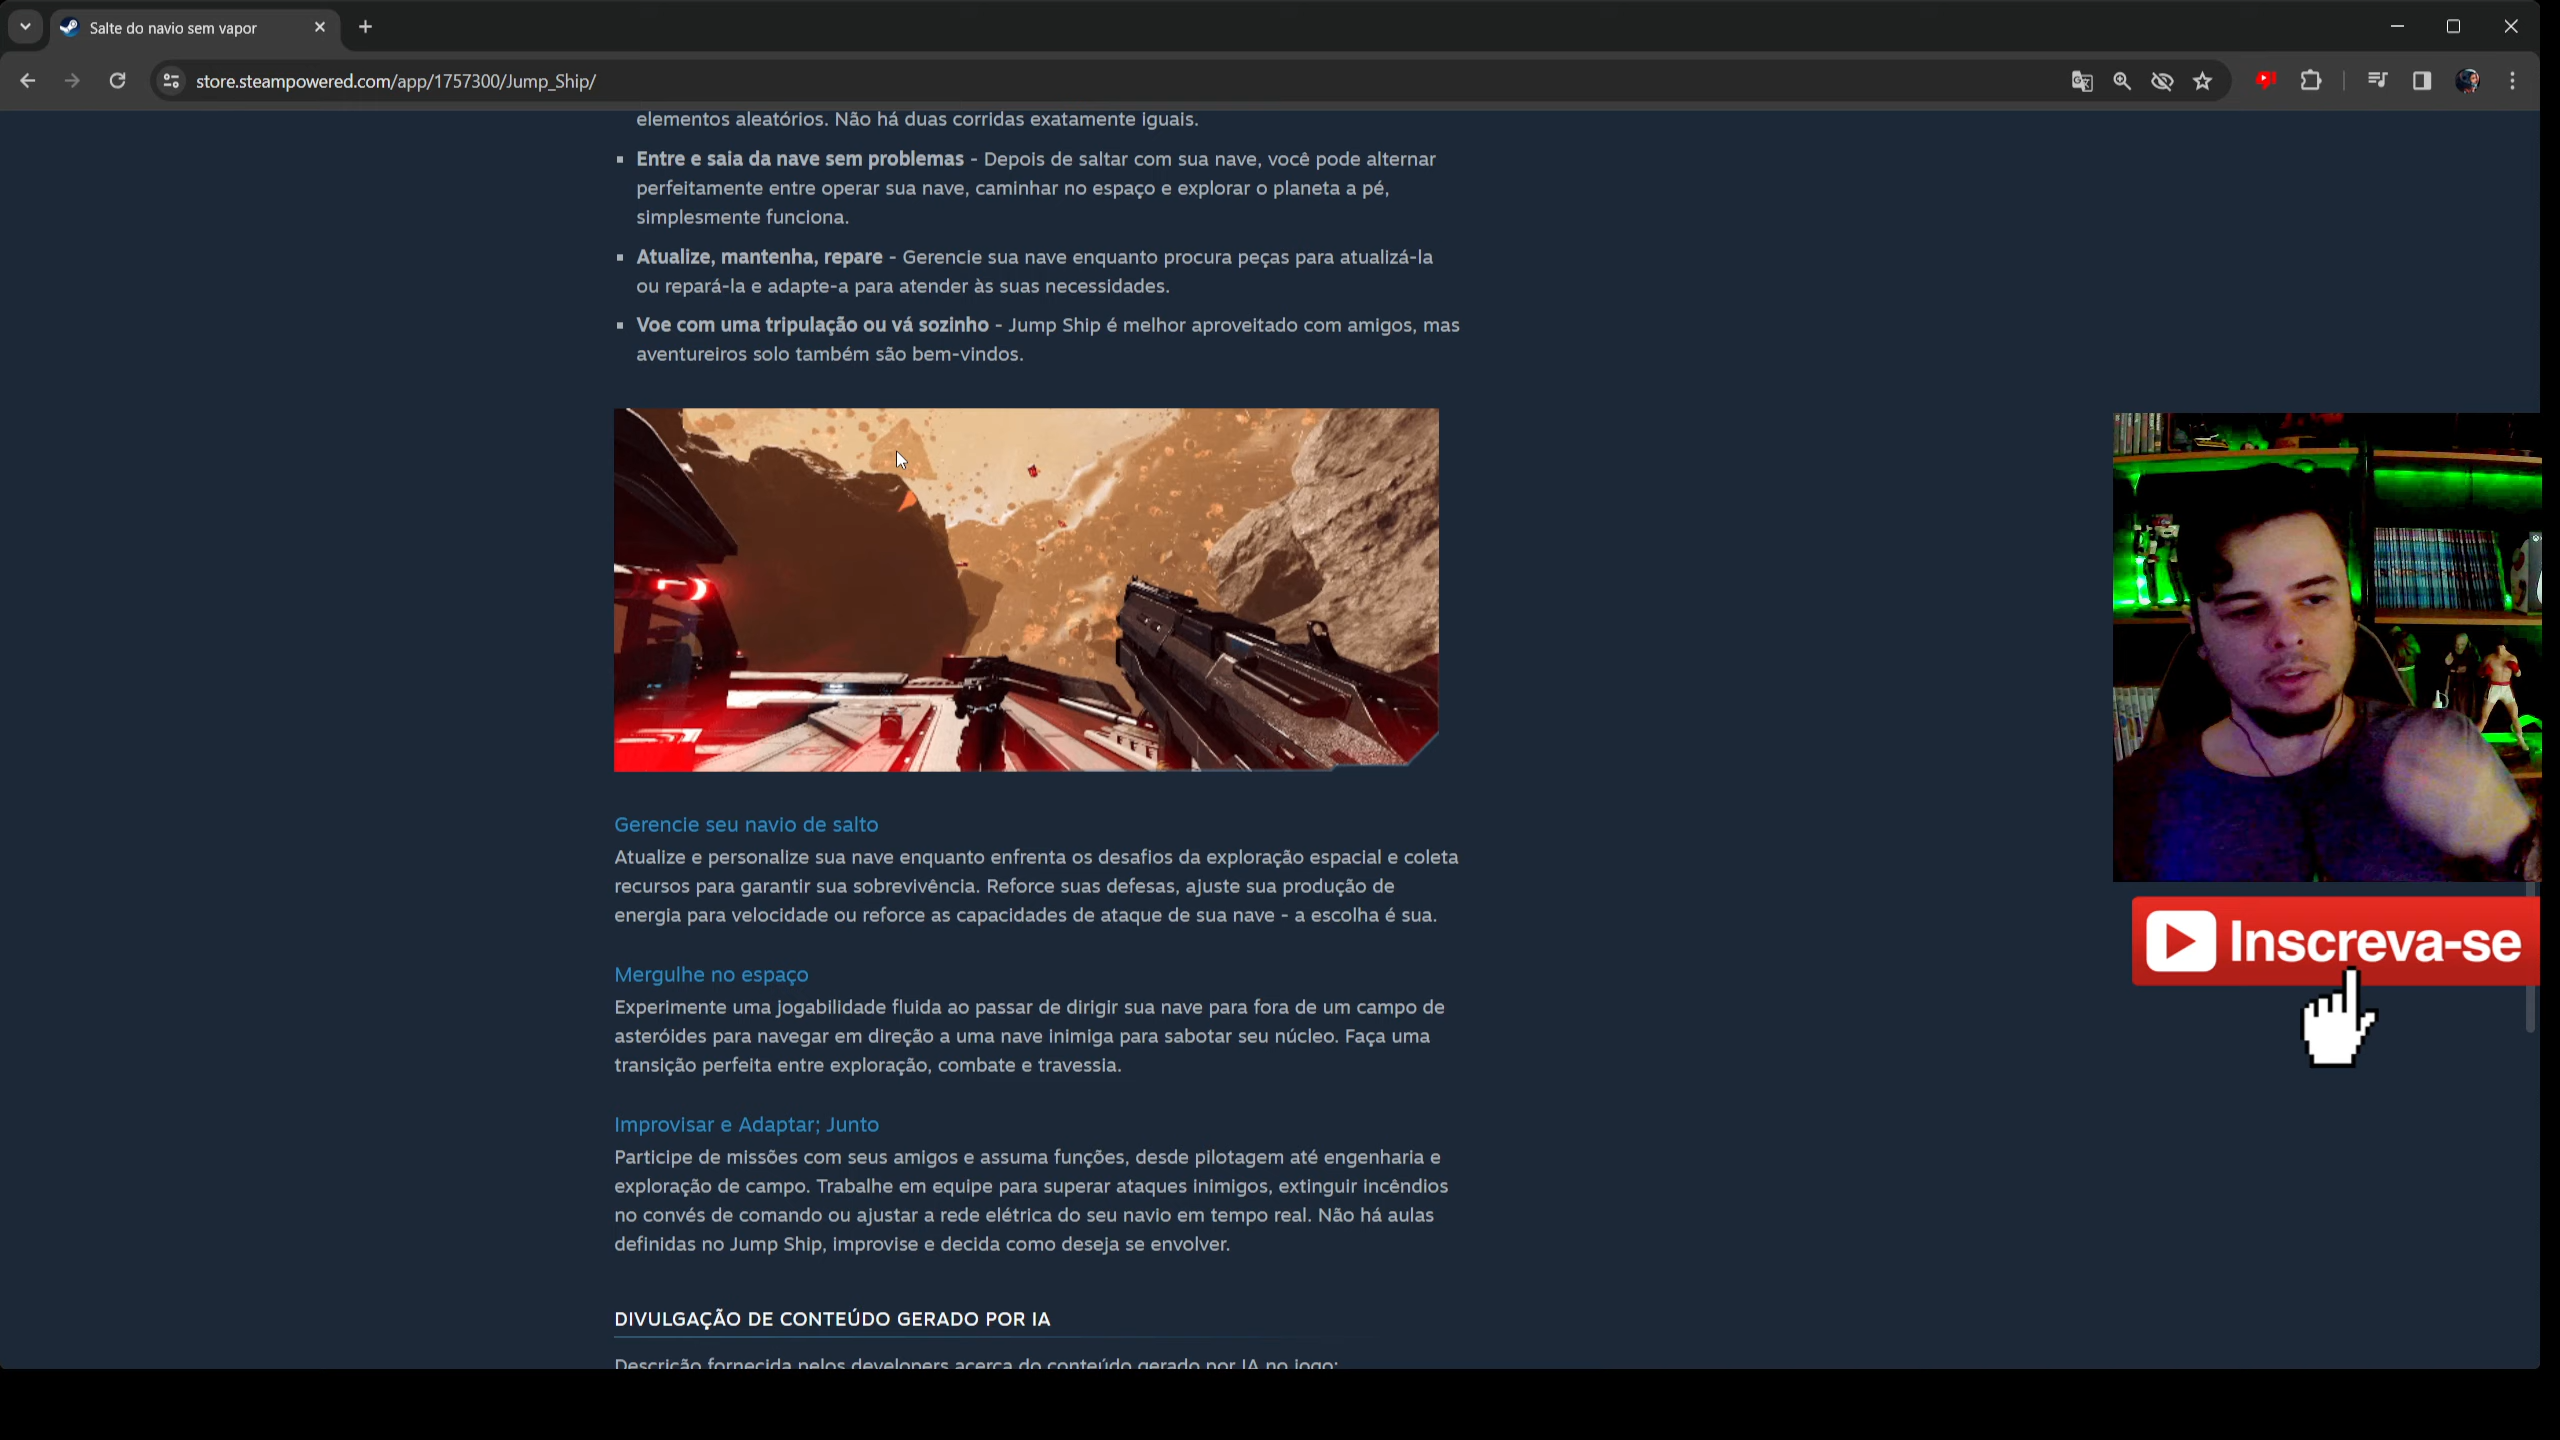 Salte do navio sem vapor
store.steampowered.com/app/1757300/Jump_Ship/
elementos aleatórios. Não há duas corridas exatamente iguais.
Entre e saia da nave sem problemas - Depois de saltar com sua nave, você pode alternar
perfeitamente entre operar sua nave, caminhar no espaço e explorar o planeta a pé,
simplesmente funciona.
Atualize, mantenha, repare - Gerencie sua nave enquanto procura peças para atualizá-la
ou repará-la e adapte-a para atender às suas necessidades.
Voe com uma tripulação ou vá sozinho - Jump Ship é melhor aproveitado com amigos, mas
aventureiros solo também são bem-vindos.
Gerencie seu navio de salto
Atualize e personalize sua nave enquanto enfrenta os desafios da exploração espacial e coleta
recursos para garantir sua sobrevivência. Reforce suas defesas, ajuste sua produção de
energia para velocidade ou reforce as capacidades de ataque de sua nave - a escolha é sua.
Inscreva-se
Mergulhe no espaço
Experimente uma jogabilidade fluida ao passar de dirigir sua nave para fora de um campo de
asteróides para navegar em direção a uma nave inimiga para sabotar seu núcleo. Faça uma
transição perfeita entre exploração, combate e travessia.
Improvisar e Adaptar; Junto
Participe de missões com seus amigos e assuma funções, desde pilotagem até engenharia e
exploração de campo. Trabalhe em equipe para superar ataques inimigos, extinguir incêndios
no convés de comando ou ajustar a rede elétrica do seu navio em tempo real. Não há aulas
definidas no Jump Ship, improvise e decida como deseja se envolver.
DIVULGAÇÃO DE CONTEÚDO GERADO POR IA
Descrição fornecida pelos developers acerca do conteúdo gerado por IA no jogo: